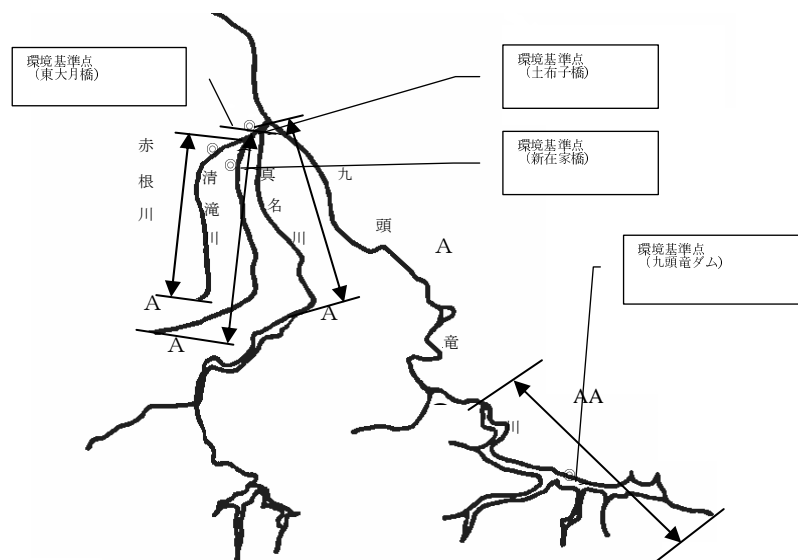 環境基準点
(東大月橋)
環境基準点
(土布子橋)
環境基準点
(新在家橋)
環境基準点
(九頭竜ダム)
赤根川
清滝川
真名川
九頭竜川
A
A
A
A
AA